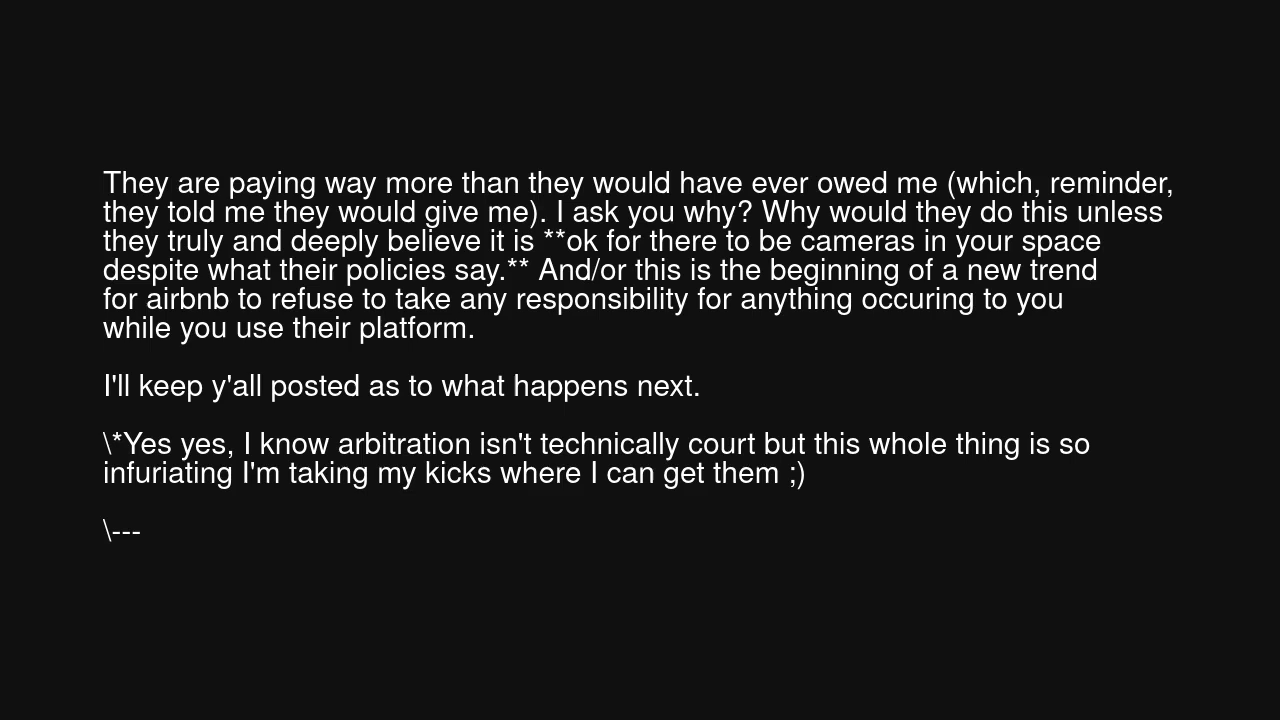 They are paying way more than they would have ever owed me (which, reminder,
they told me they would give me). I ask you why? Why would they do this unless
they truly and deeply believe it is **ok for there to be cameras in your space
despite what their policies say.** And/or this is the beginning of a new trend
for airbnb to refuse to take any responsibility for anything occuring to you
while you use their platform.
I'll keep y'all posted as to what happens next.
\*Yes yes, I know arbitration isn't technically court but this whole thing is so
infuriating I'm taking my kicks where I can get them ;)
\---